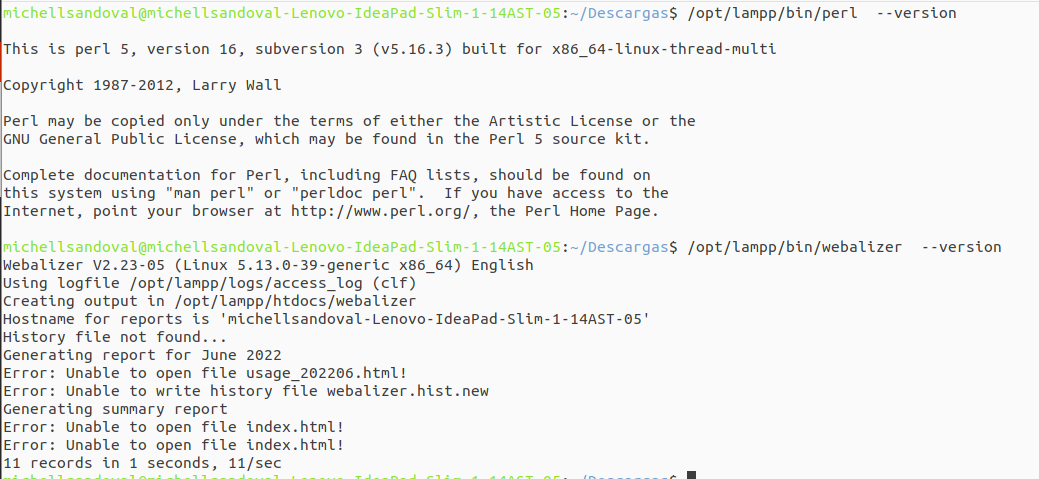 michellsandoval@michellsandoval-Lenovo-IdeaPad-Slim-1-14AST-05:~/Descargas$ /opt/lampp/bin/perl  --version
This is perl 5, version 16, subversion 3 (v5.16.3) built for x86_64-linux-thread-multi
Copyright 1987-2012, Larry Wall
Perl may be copied only under the terms of either the Artistic License or the
GNU General Public License, which may be found in the Perl 5 source kit.
Complete documentation for Perl, including FAQ lists, should be found on
this system using "man perl" or "perldoc perl".  If you have access to the
Internet, point your browser at http://www.perl.org/, the Perl Home Page.
michellsandoval@michellsandoval-Lenovo-IdeaPad-Slim-1-14AST-05:~/Descargas$ /opt/lampp/bin/webalizer  --version
Webalizer V2.23-05 (Linux 5.13.0-39-generic x86_64) English
Using logfile /opt/lampp/logs/access_log (clf)
Creating output in /opt/lampp/htdocs/webalizer
Hostname for reports is 'michellsandoval-Lenovo-IdeaPad-Slim-1-14AST-05'
History file not found...
Generating report for June 2022
Error: Unable to open file usage_202206.html!
Error: Unable to write history file webalizer.hist.new
Generating summary report
Error: Unable to open file index.html!
Error: Unable to open file index.html!
11 records in 1 seconds, 11/sec
michellsandoval@michellsandoval-Lenovo-IdeaPad-Slim-1-14AST-05:~/Descargas$